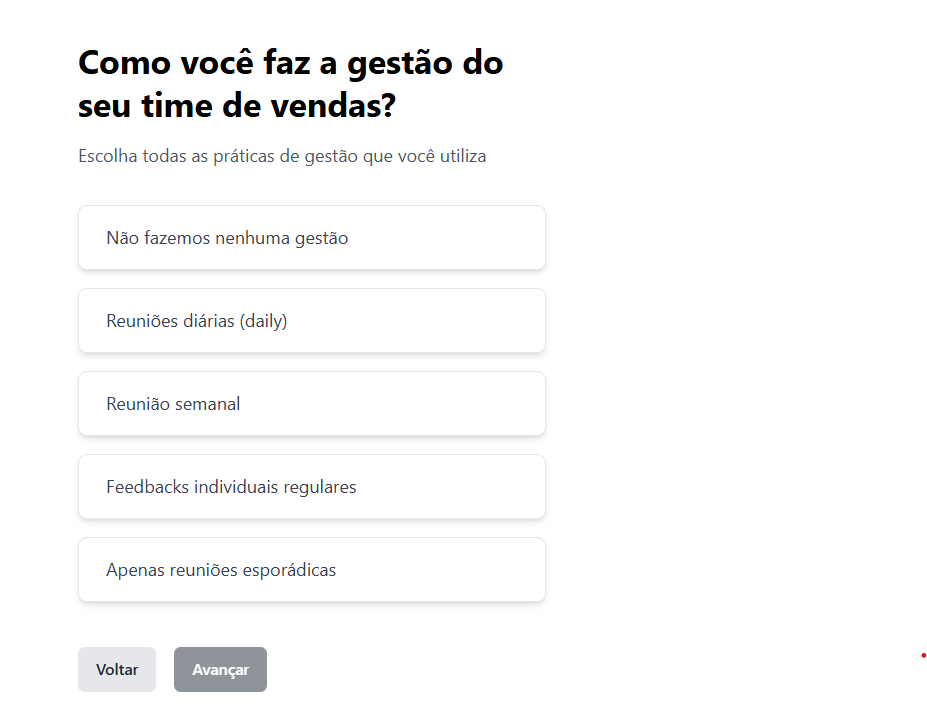 Como você faz a gestão do
seu time de vendas?
Escolha todas as práticas de gestão que você utiliza
Não fazemos nenhuma gestão
Reuniões diárias (daily)
Reunião semanal
Feedbacks individuais regulares
Apenas reuniões esporádicas
Voltar
Avançar